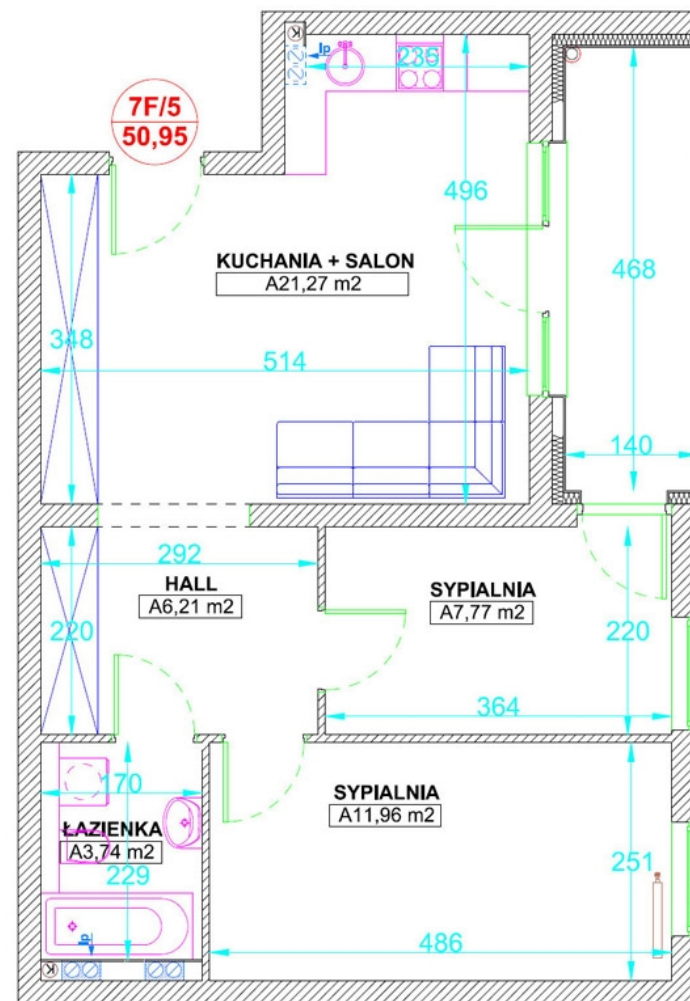 K
lp
235
7F/5
50,95
496
KUCHANIA + SALON
A21,27 m2
468
348
514
140
292
HALL
A6,21 m2
SYPIALNIA
A7,77 m2
220
220
364
170
SYPIALNIA
A11,96 m2
ŁAZIENKA
A3,74 m2
251
229
486
lp
K